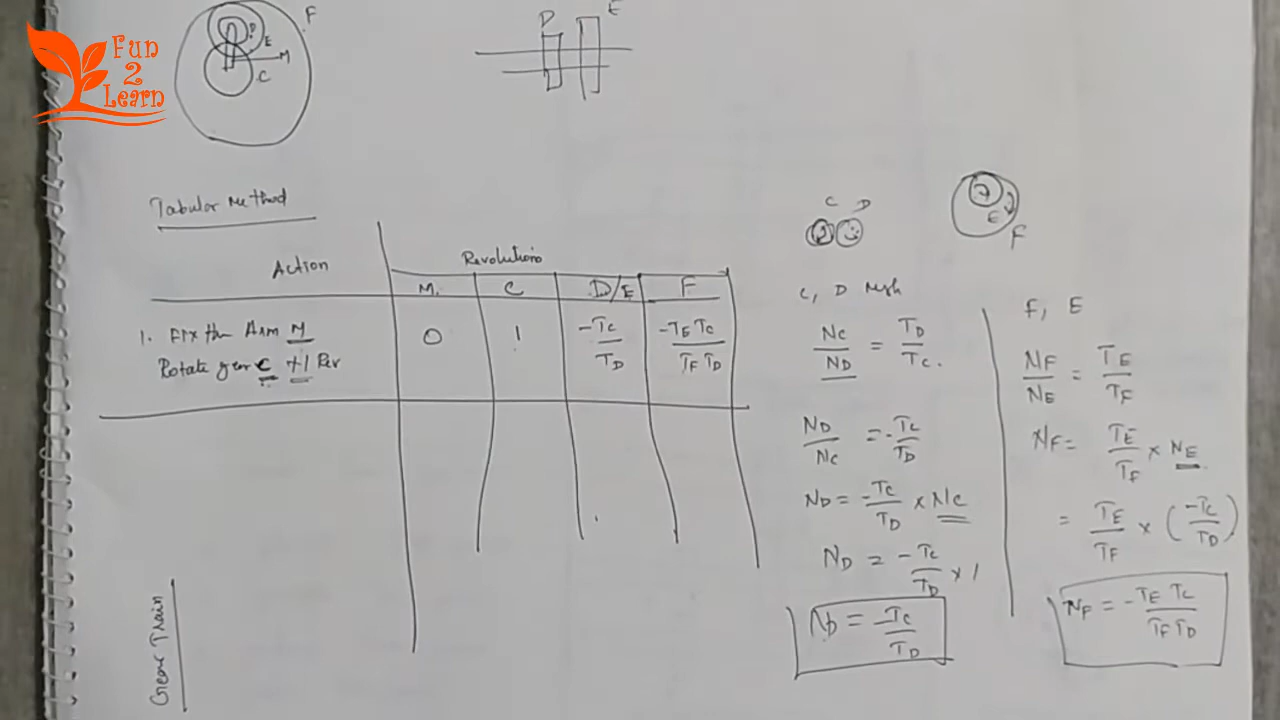 Fun
2
Learn
F
D
E
M
C
D
E
Tabular Method
Action
Revolutions
M. C D/E F
1. Fix the Arm M
Rotate gear C +1 Rev
0 1 -TC/TD -TE TC/TF TD
C D
E
F
C, D Mesh
NC/ND = TD/TC.
ND/NC = -TC/TD
ND = -TC/TD × NC
ND = -TC/TD × 1
ND = -TC/TD
F, E
NF/NE = TE/TF
NF = TE/TF × NE
= TE/TF × (-TC/TD)
NF = -TE TC/TF TD
Gear Train